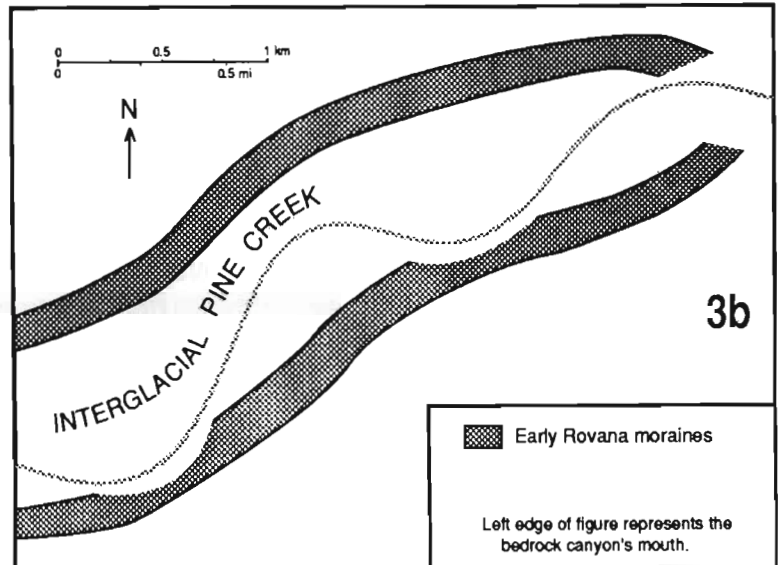 0 0.5 1 km
0 0.5 mi
N
INTERGLACIAL PINE CREEK
3b
Early Rovana moraines
Left edge of figure represents the
bedrock canyon's mouth.